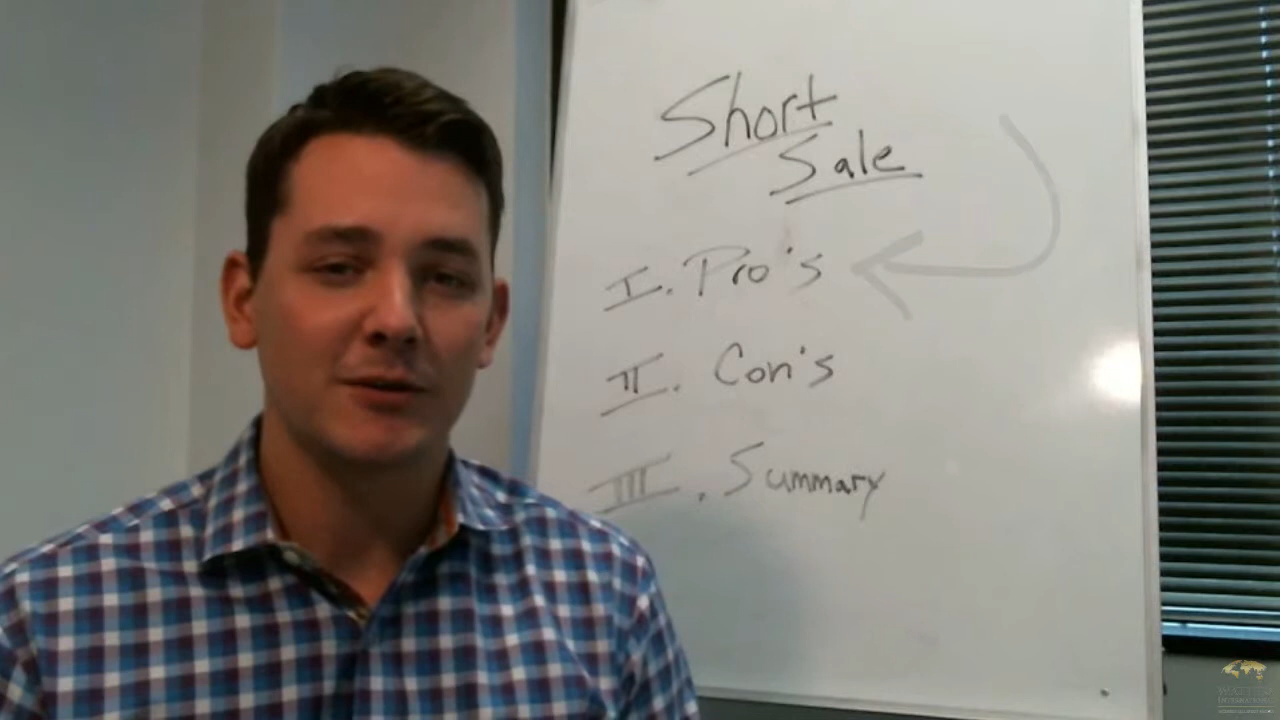 Short
Sale
I. Pro's
II. Con's
III. Summary